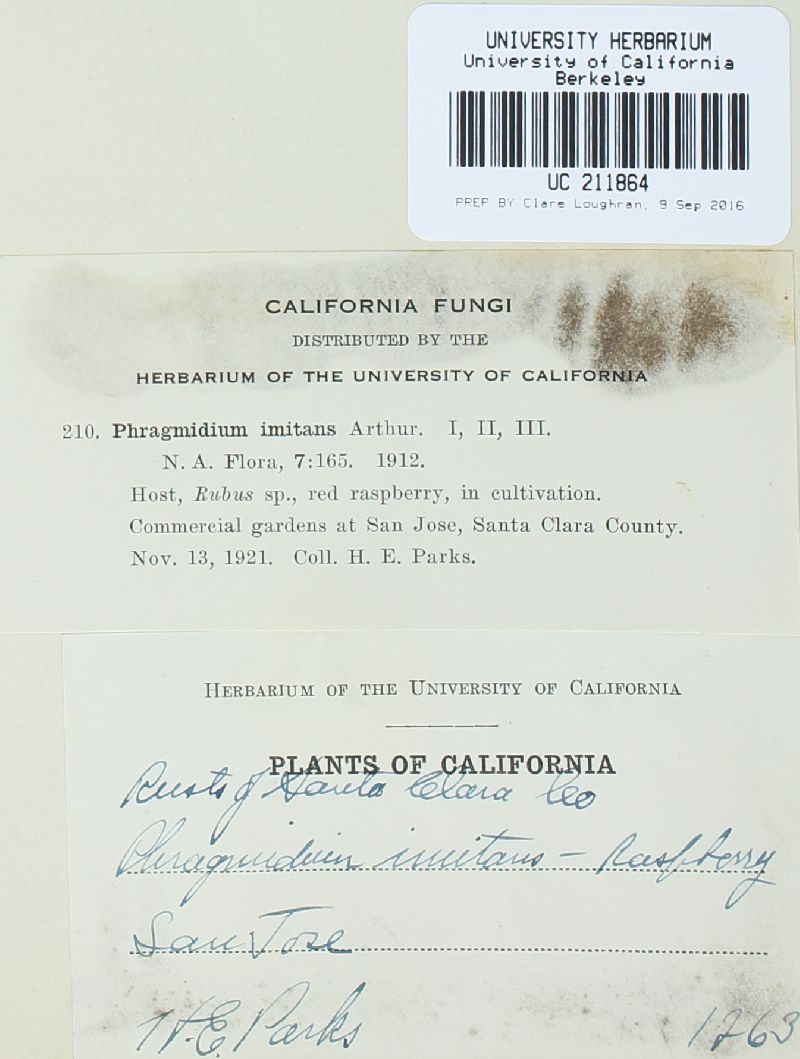 UNIVERSITY HERBARIUM
University of California
Berkeley
UC 211864
PREP BY Clare Loughran, 9 Sep 2016
CALIFORNIA FUNGI
DISTRIBUTED BY THE
HERBARIUM OF THE UNIVERSITY OF CALIFORNIA
210. Phragmidium imitans Arthur. I, II, III.
N. A. Flora, 7:165. 1912.
Host, Rubus sp., red raspberry, in cultivation.
Commercial gardens at San Jose, Santa Clara County.
Nov. 13, 1921. Coll. H. E. Parks.
HERBARIUM OF THE UNIVERSITY OF CALIFORNIA
PLANTS OF CALIFORNIA
Rusts of Santa Clara Co
Phragmidium imitans - Raspberry
San Jose
H.E. Parks 1263